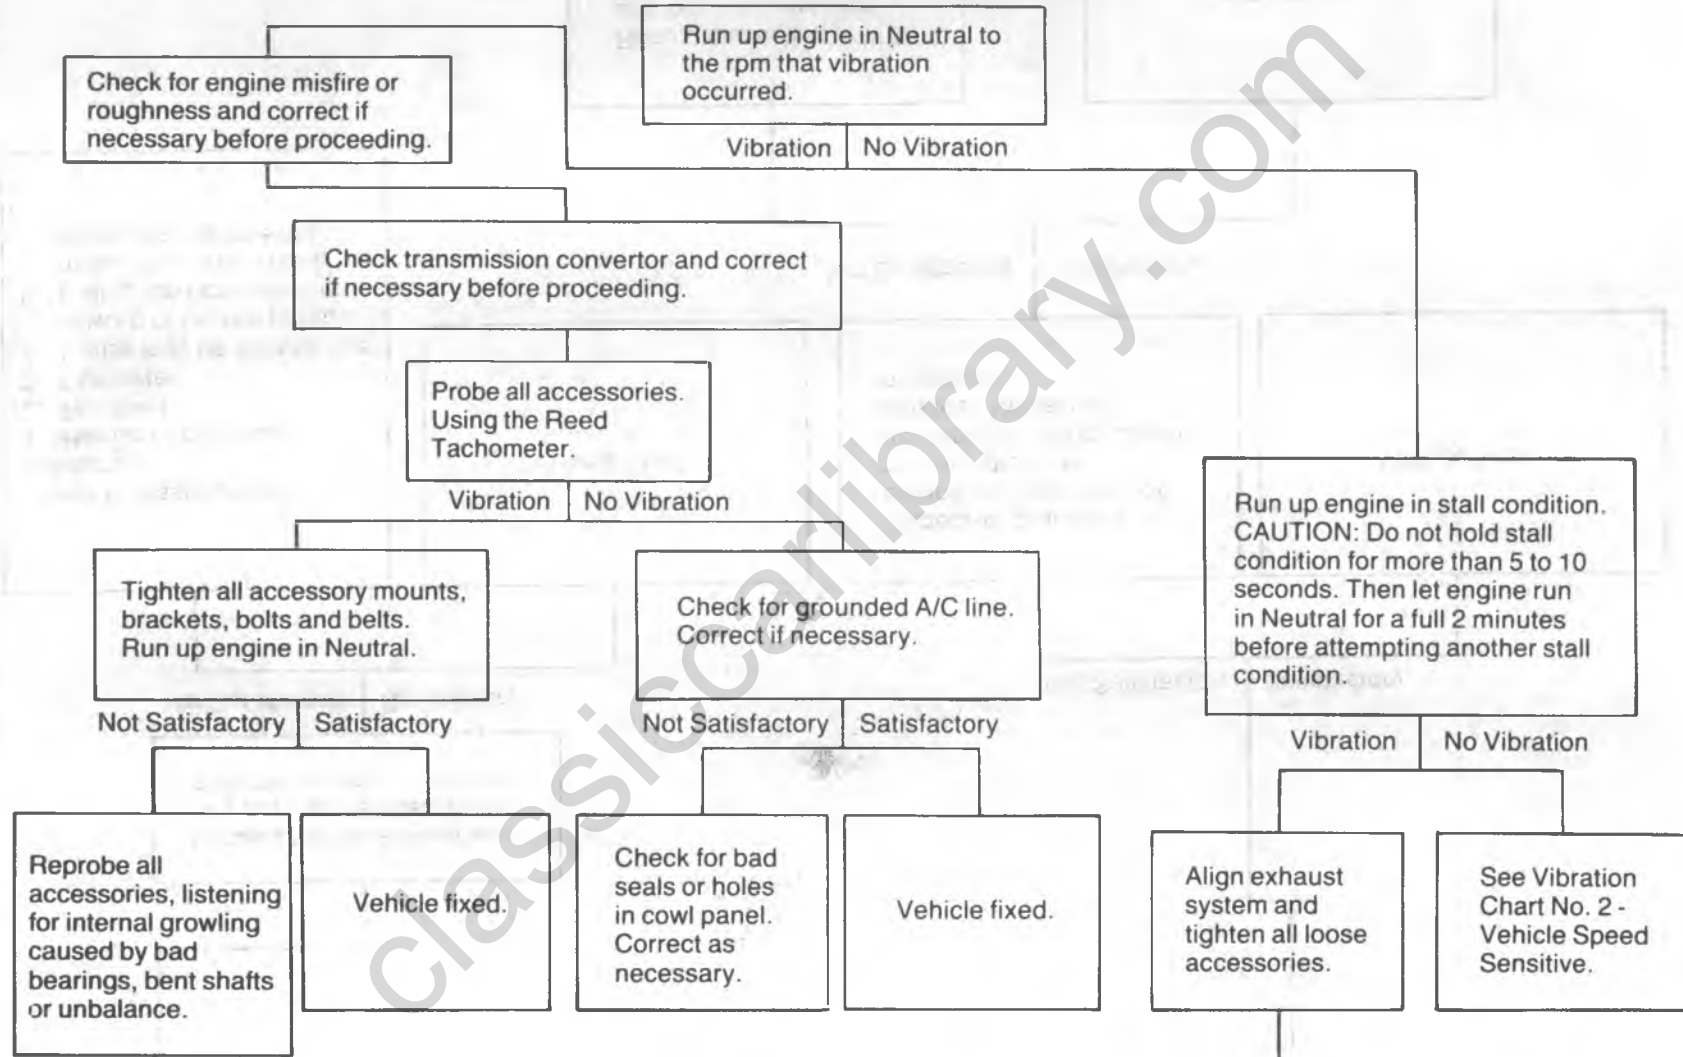 Run up engine in Neutral to
the rpm that vibration
occurred.
Vibration
No Vibration
Check for engine misfire or
roughness and correct if
necessary before proceeding.
Check transmission convertor and correct
if necessary before proceeding.
Probe all accessories.
Using the Reed
Tachometer.
Vibration
No Vibration
Tighten all accessory mounts,
brackets, bolts and belts.
Run up engine in Neutral.
Not Satisfactory
Satisfactory
Reprobe all
accessories, listening
for internal growling
caused by bad
bearings, bent shafts
or unbalance.
Vehicle fixed.
Check for grounded A/C line.
Correct if necessary.
Not Satisfactory
Satisfactory
Check for bad
seals or holes
in cowl panel.
Correct as
necessary.
Vehicle fixed.
Run up engine in stall condition.
CAUTION: Do not hold stall
condition for more than 5 to 10
seconds. Then let engine run
in Neutral for a full 2 minutes
before attempting another stall
condition.
Vibration
No Vibration
Align exhaust
system and
tighten all loose
accessories.
See Vibration
Chart No. 2 -
Vehicle Speed
Sensitive.
classiccarlibrary.com